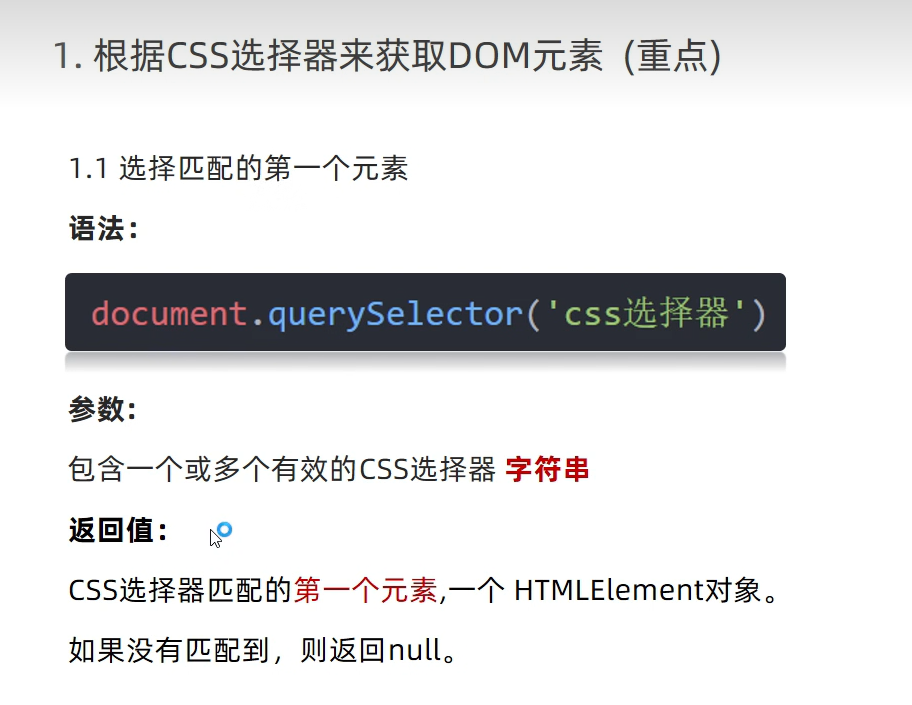 1. 根据CSS选择器来获取DOM元素 (重点)
1.1 选择匹配的第一个元素
语法：
document.querySelector('css选择器')
参数:
包含一个或多个有效的CSS选择器 字符串
返回值：
CSS选择器匹配的第一个元素,一个 HTMLElement对象。
如果没有匹配到，则返回null。